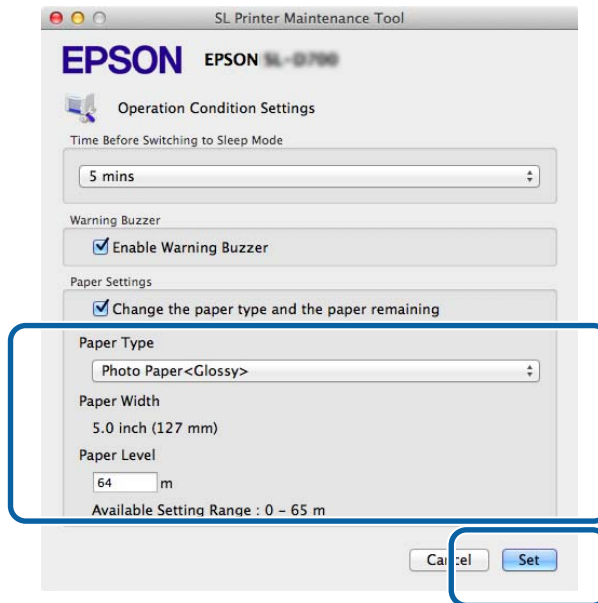 SL Printer Maintenance Tool
EPSON EPSON
Operation Condition Settings
Time Before Switching to Sleep Mode
5 mins
Warning Buzzer
Enable Warning Buzzer
Paper Settings
Change the paper type and the paper remaining
Paper Type
Photo Paper<Glossy>
Paper Width
5.0 inch (127 mm)
Paper Level
64 m
Available Setting Range : 0 – 65 m
Cancel Set